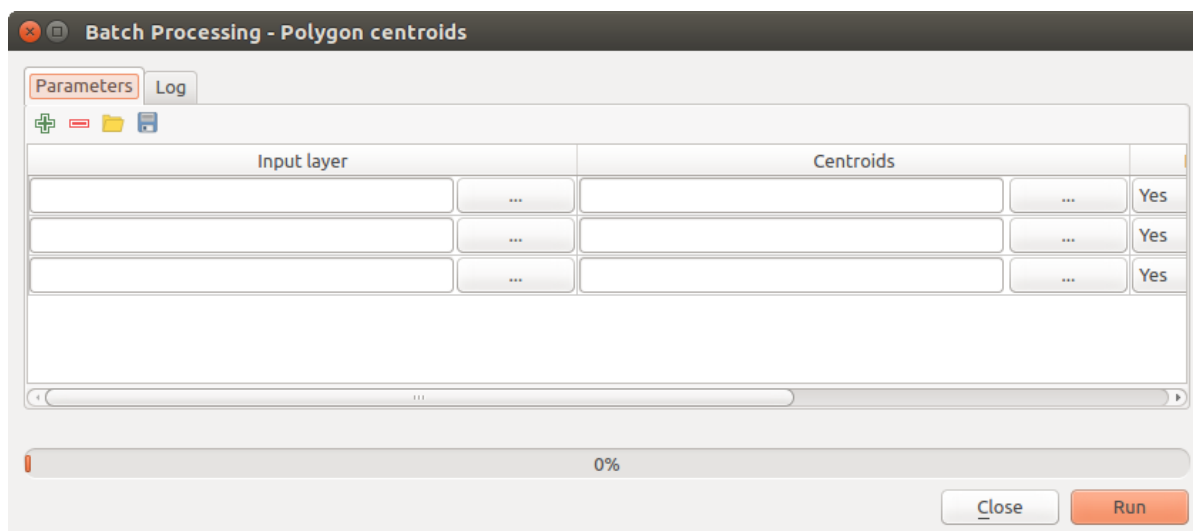 Batch Processing - Polygon centroids
Parameters Log
Input layer Centroids
... ... Yes
... ... Yes
... ... Yes
0%
Close Run